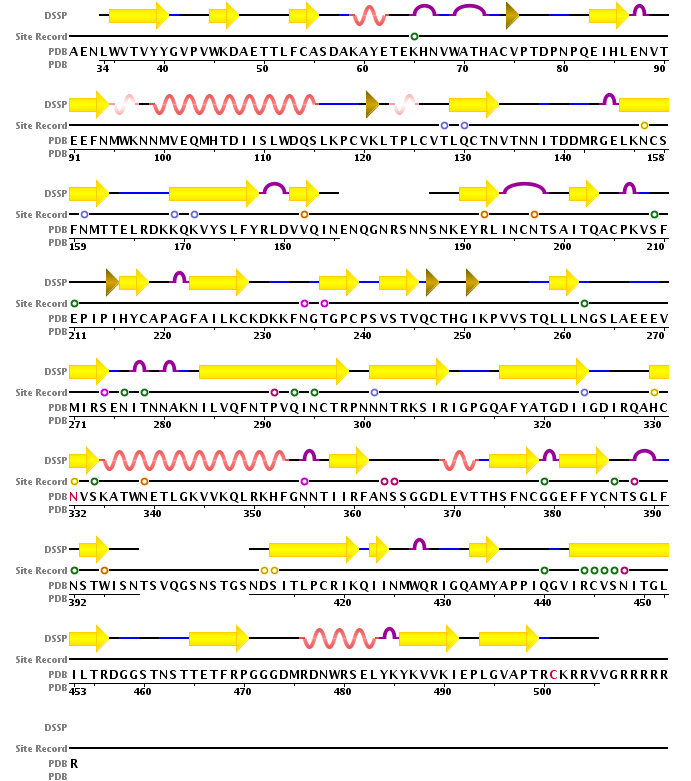 DSSP
Site Record
PDB AENLWVTVYYGVPVWKDAETTLFCASDAKAYETEKHNVWATHACVPTDPNPQEIHLENVT
PDB 34 40 50 60 70 80 90
DSSP
Site Record
PDB EEFNMWKNNMVEQMHTDIISLWDQSLKPCVKLTPLCVTLQCTNVTNNITDDMRGELKNCS
PDB 91 100 110 120 130 140 158
DSSP
Site Record
PDB FNMTTELRDKKQKVYSLFYRLDVVQINENQGNRSNNSNKEYRLINCNTSAITQACPKVSF
PDB 159 170 180 190 200 210
DSSP
Site Record
PDB EPIPIHYCAPAGFAILKCKDKKFNGTGPCPSVSTVQCTHGIKPVVSTQLLLNGSLAEEEV
PDB 211 220 230 240 250 260 270
DSSP
Site Record
PDB MIRSENITNNAKNILVQFNTPVQINCTRPNNNTRKSIRIGPGQAFYATGDIIGDIRQAHC
PDB 271 280 290 300 310 320 330
DSSP
Site Record
PDB NVSKATWNETLGKVVKQLRKHFGNNTIIRFANSSGGDLEVTTHSFNCGGEFFYCNTSGLF
PDB 332 340 350 360 370 380 390
DSSP
Site Record
PDB NSTWISNTSVQGSNSTGSNDSITLPCRIKQIINMWQRIGQAMYAPPIQGVIRCVSNITGL
PDB 392 420 430 440 450
DSSP
Site Record
PDB ILTRDGGSTNSTTETFRPGGGDMRDNWRSELYKYKVVKIEPLGVAPTRCKRRVVGRRRRR
PDB 453 460 470 480 490 500
DSSP
Site Record
PDB R
PDB